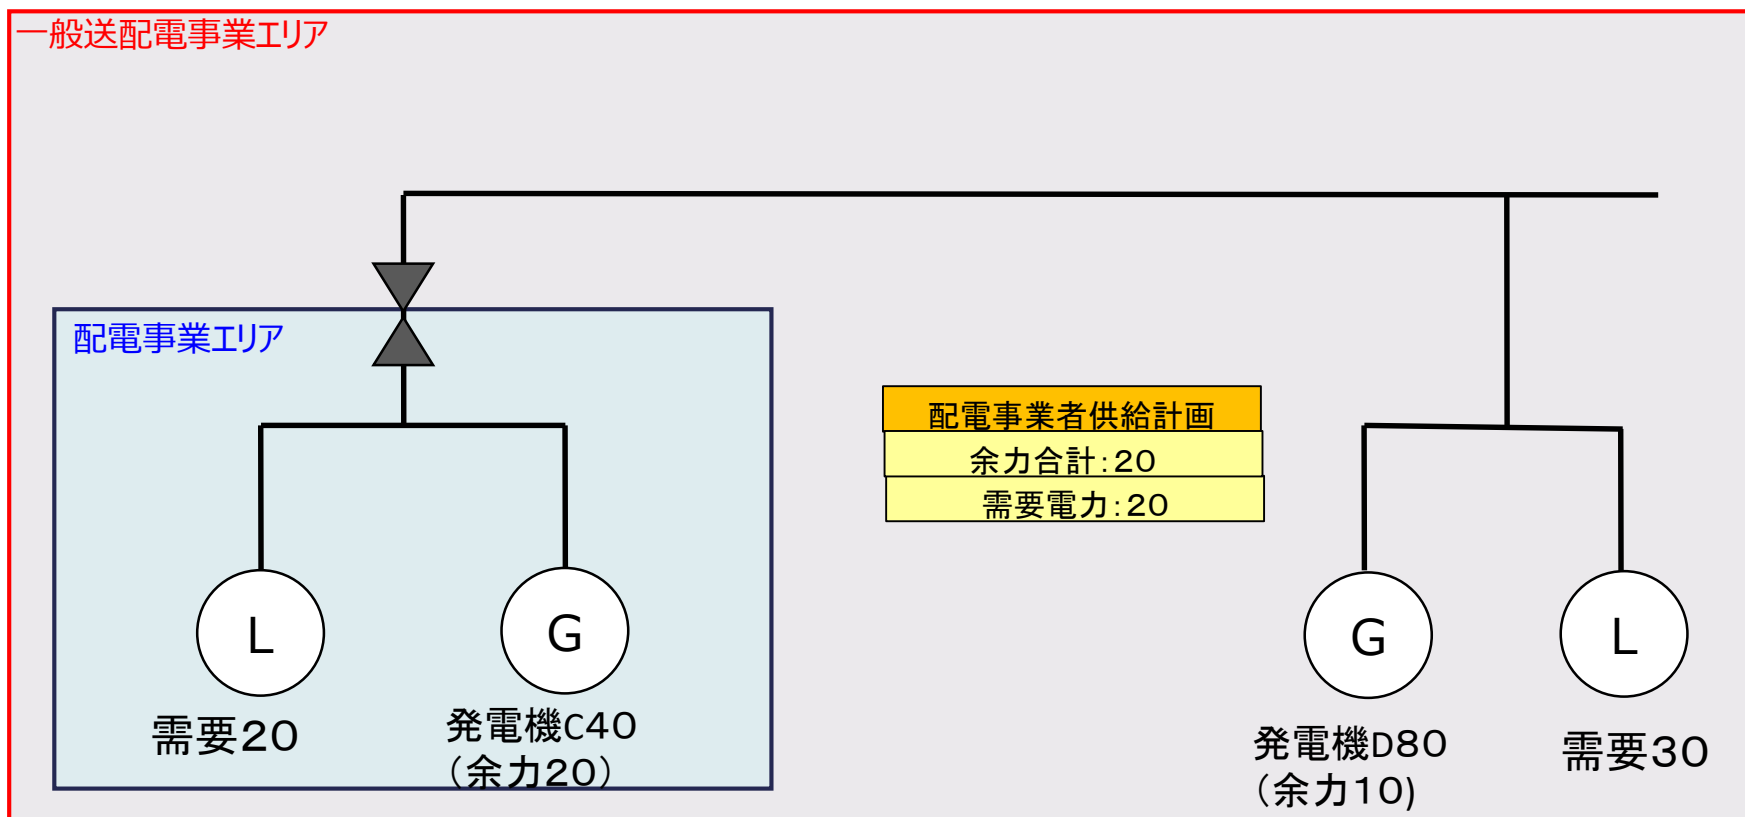 一般送配電事業エリア
配電事業エリア
配電事業者供給計画
余力合計：20
需要電力：20
L
G
G
L
需要20
発電機C40
（余力20）
発電機D80
（余力10)
需要30